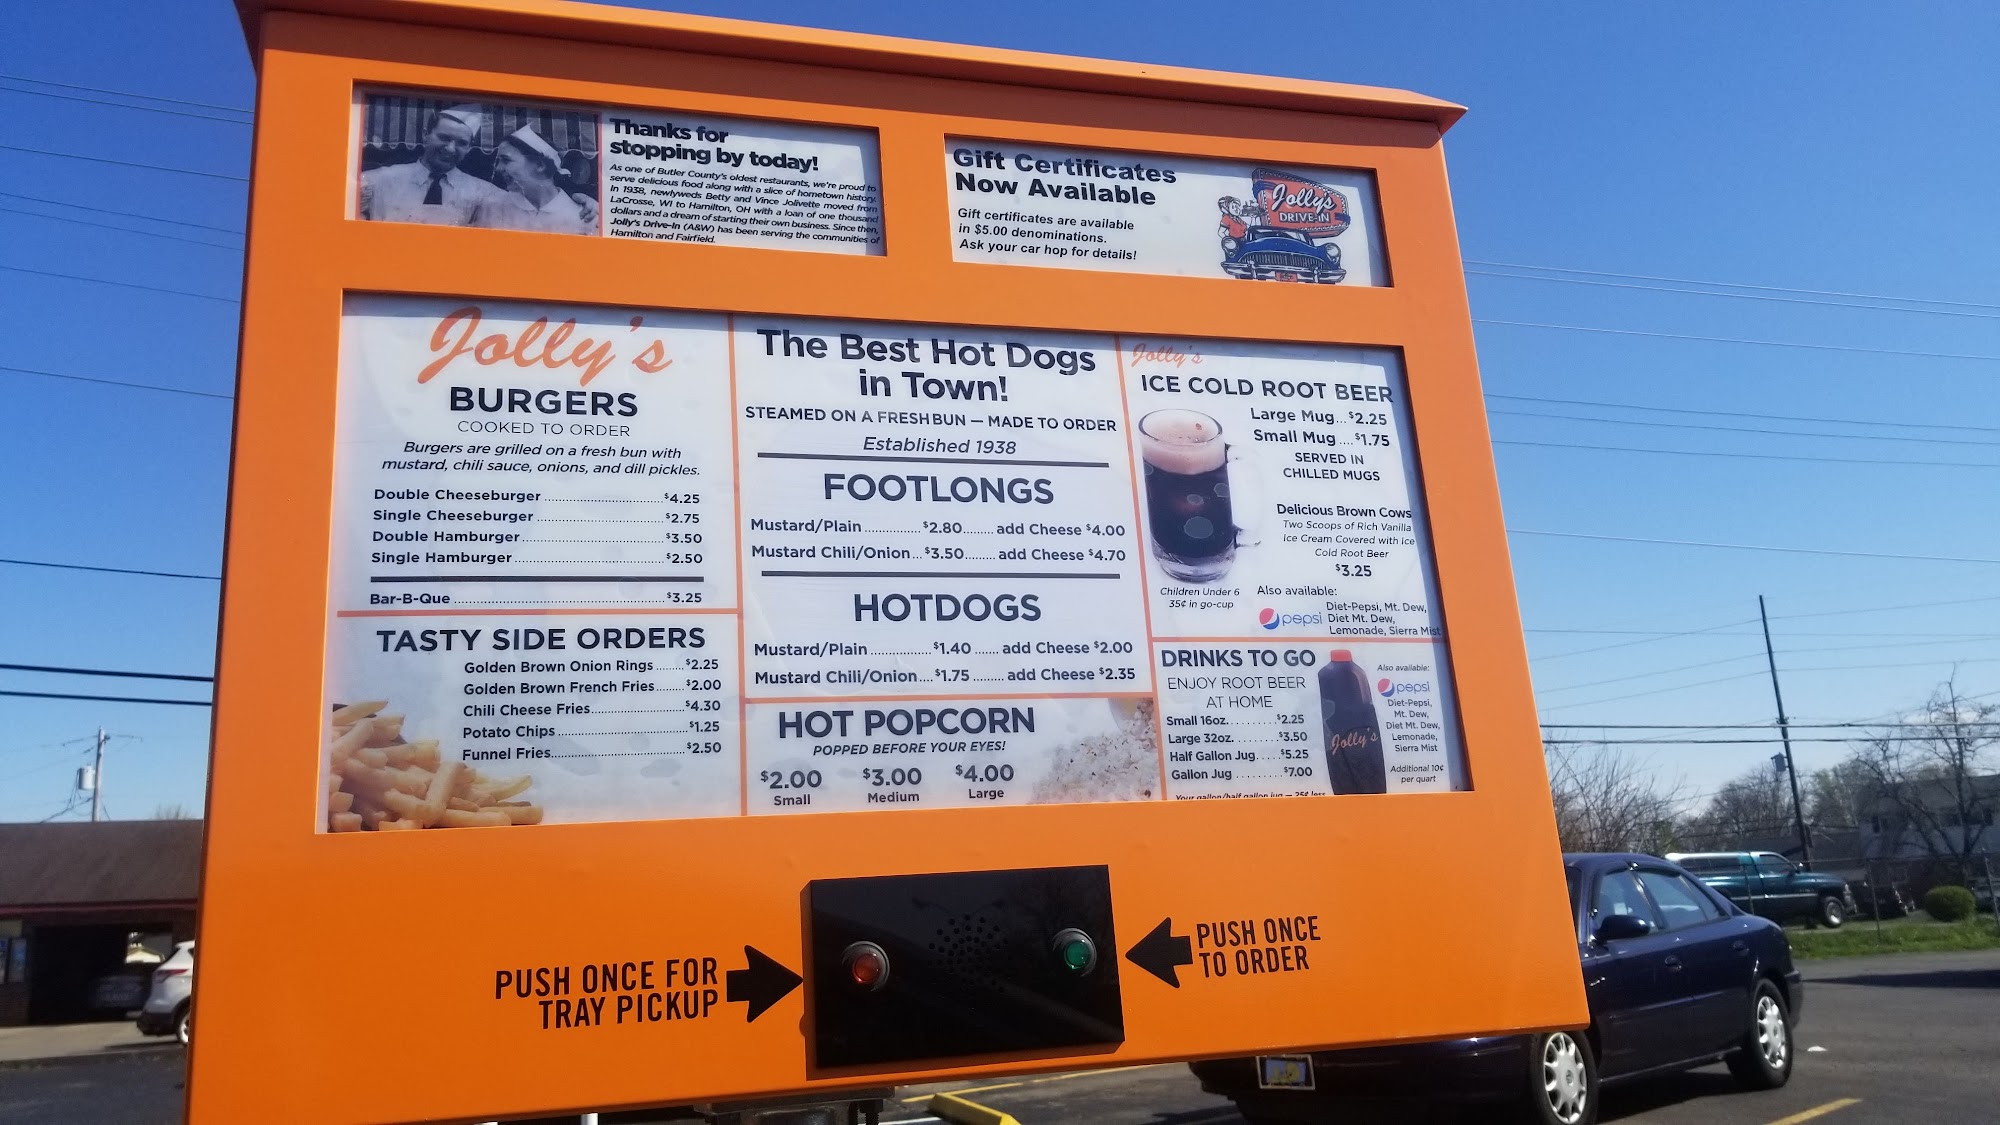 Thanks for
stopping by today!
As one of Butler County's oldest restaurants, we're proud to
serve delicious food along with a slice of hometown history.
In 1938, newlyweds Betty and Vince Jolivette moved from
LaCrosse, WI to Hamilton, OH with a loan of one thousand
dollars and a dream of starting their own business. Since then,
Jolly's Drive-In (A&W) has been serving the communities of
Hamilton and Fairfield.
Gift Certificates
Now Available
Gift certificates are available
in $5.00 denominations.
Ask your car hop for details!
Jolly's
DRIVE-IN
Jolly's
BURGERS
COOKED TO ORDER
Burgers are grilled on a fresh bun with
mustard, chili sauce, onions, and dill pickles.
Double Cheeseburger $4.25
Single Cheeseburger $2.75
Double Hamburger $3.50
Single Hamburger $2.50
Bar-B-Que $3.25
TASTY SIDE ORDERS
Golden Brown Onion Rings $2.25
Golden Brown French Fries $2.00
Chili Cheese Fries $4.30
Potato Chips $1.25
Funnel Fries $2.50
The Best Hot Dogs
in Town!
STEAMED ON A FRESH BUN — MADE TO ORDER
Established 1938
FOOTLONGS
Mustard/Plain $2.80 add Cheese $4.00
Mustard Chili/Onion $3.50 add Cheese $4.70
HOTDOGS
Mustard/Plain $1.40 add Cheese $2.00
Mustard Chili/Onion $1.75 add Cheese $2.35
HOT POPCORN
POPPED BEFORE YOUR EYES!
$2.00 $3.00 $4.00
Small Medium Large
Jolly's
ICE COLD ROOT BEER
Large Mug $2.25
Small Mug $1.75
SERVED IN
CHILLED MUGS
Delicious Brown Cows
Two Scoops of Rich Vanilla
Ice Cream Covered with Ice
Cold Root Beer
$3.25
Children Under 6
35¢ in go-cup
Also available:
pepsi
Diet-Pepsi, Mt. Dew,
Diet Mt. Dew,
Lemonade, Sierra Mist
DRINKS TO GO
ENJOY ROOT BEER
AT HOME
Small 16oz. $2.25
Large 32oz. $3.50
Half Gallon Jug $5.25
Gallon Jug $7.00
Your gallon/half gallon jug — 25¢ less
Jolly's
Also available:
pepsi
Diet-Pepsi,
Mt. Dew,
Diet Mt. Dew,
Lemonade,
Sierra Mist
Additional 10¢
per quart
PUSH ONCE FOR
TRAY PICKUP
PUSH ONCE
TO ORDER